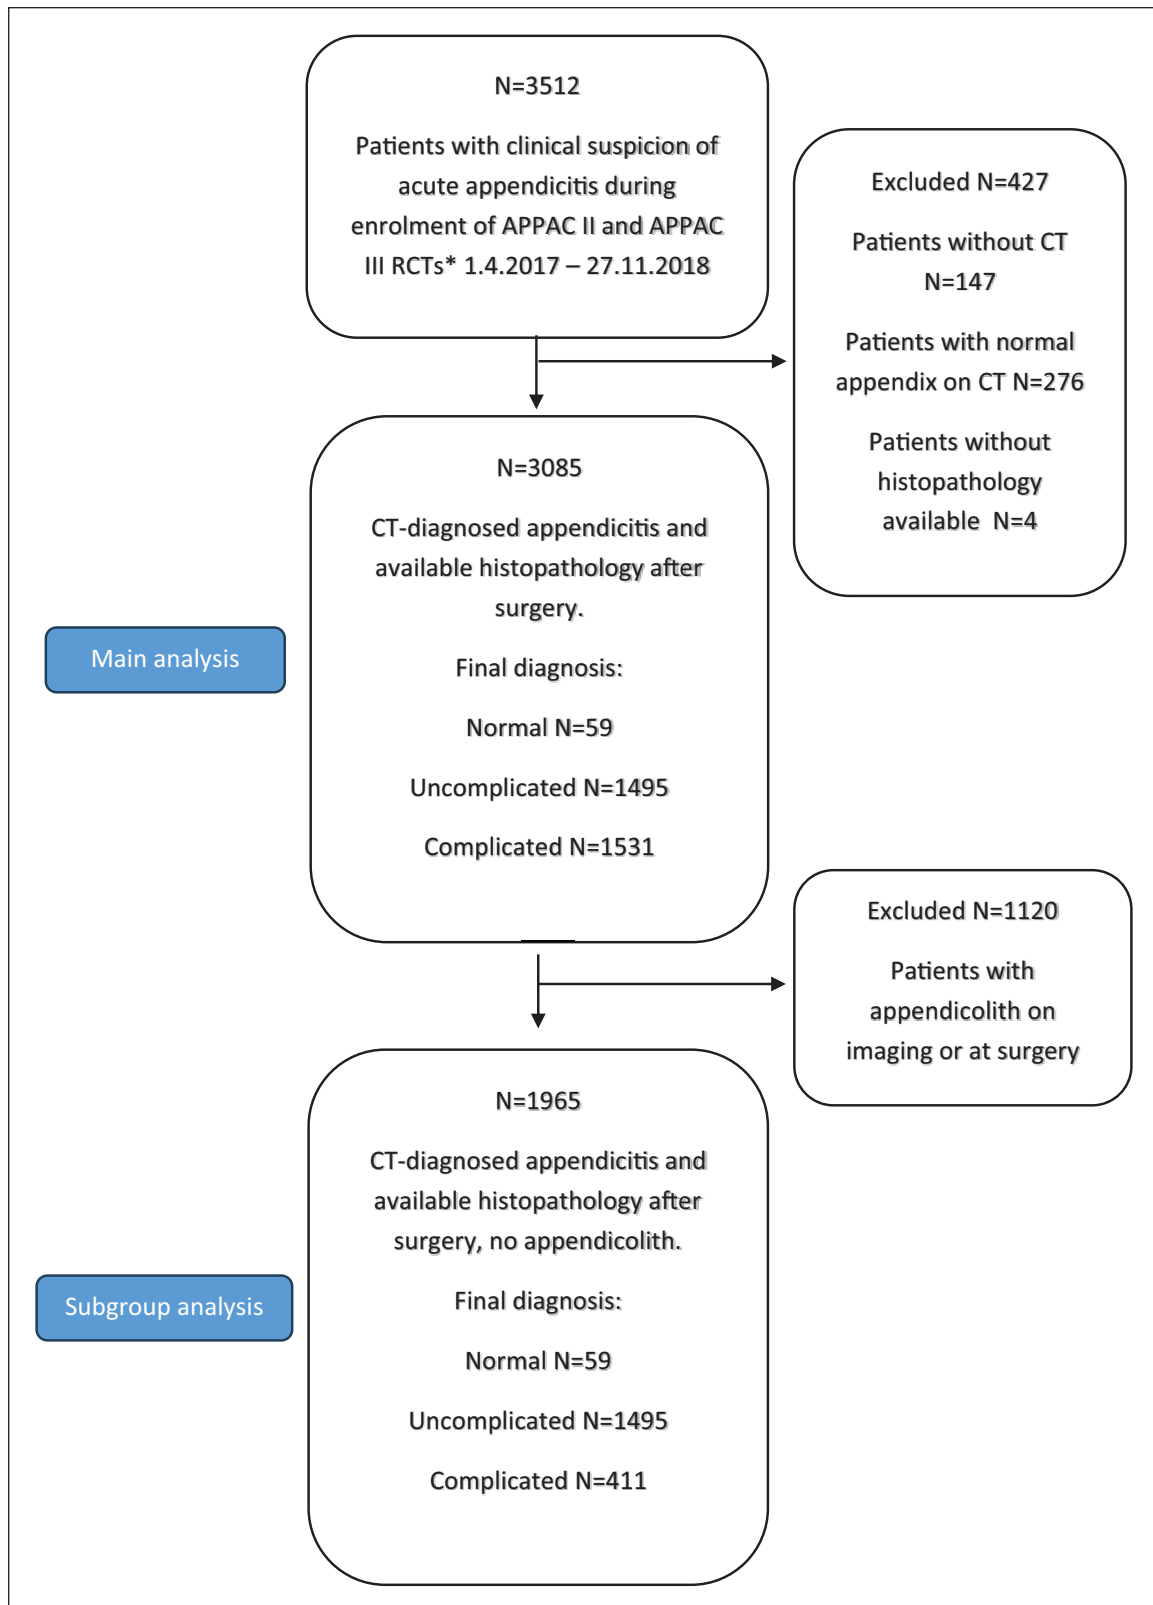 N=3512
Patients with clinical suspicion of
acute appendicitis during
enrolment of APPAC II and APPAC
III RCTs* 1.4.2017 – 27.11.2018
Excluded N=427
Patients without CT
N=147
Patients with normal
appendix on CT N=276
Patients without
histopathology
available N=4
N=3085
CT-diagnosed appendicitis and
available histopathology after
surgery.
Final diagnosis:
Normal N=59
Uncomplicated N=1495
Complicated N=1531
Main analysis
Excluded N=1120
Patients with
appendicolith on
imaging or at surgery
N=1965
CT-diagnosed appendicitis and
available histopathology after
surgery, no appendicolith.
Final diagnosis:
Normal N=59
Uncomplicated N=1495
Complicated N=411
Subgroup analysis